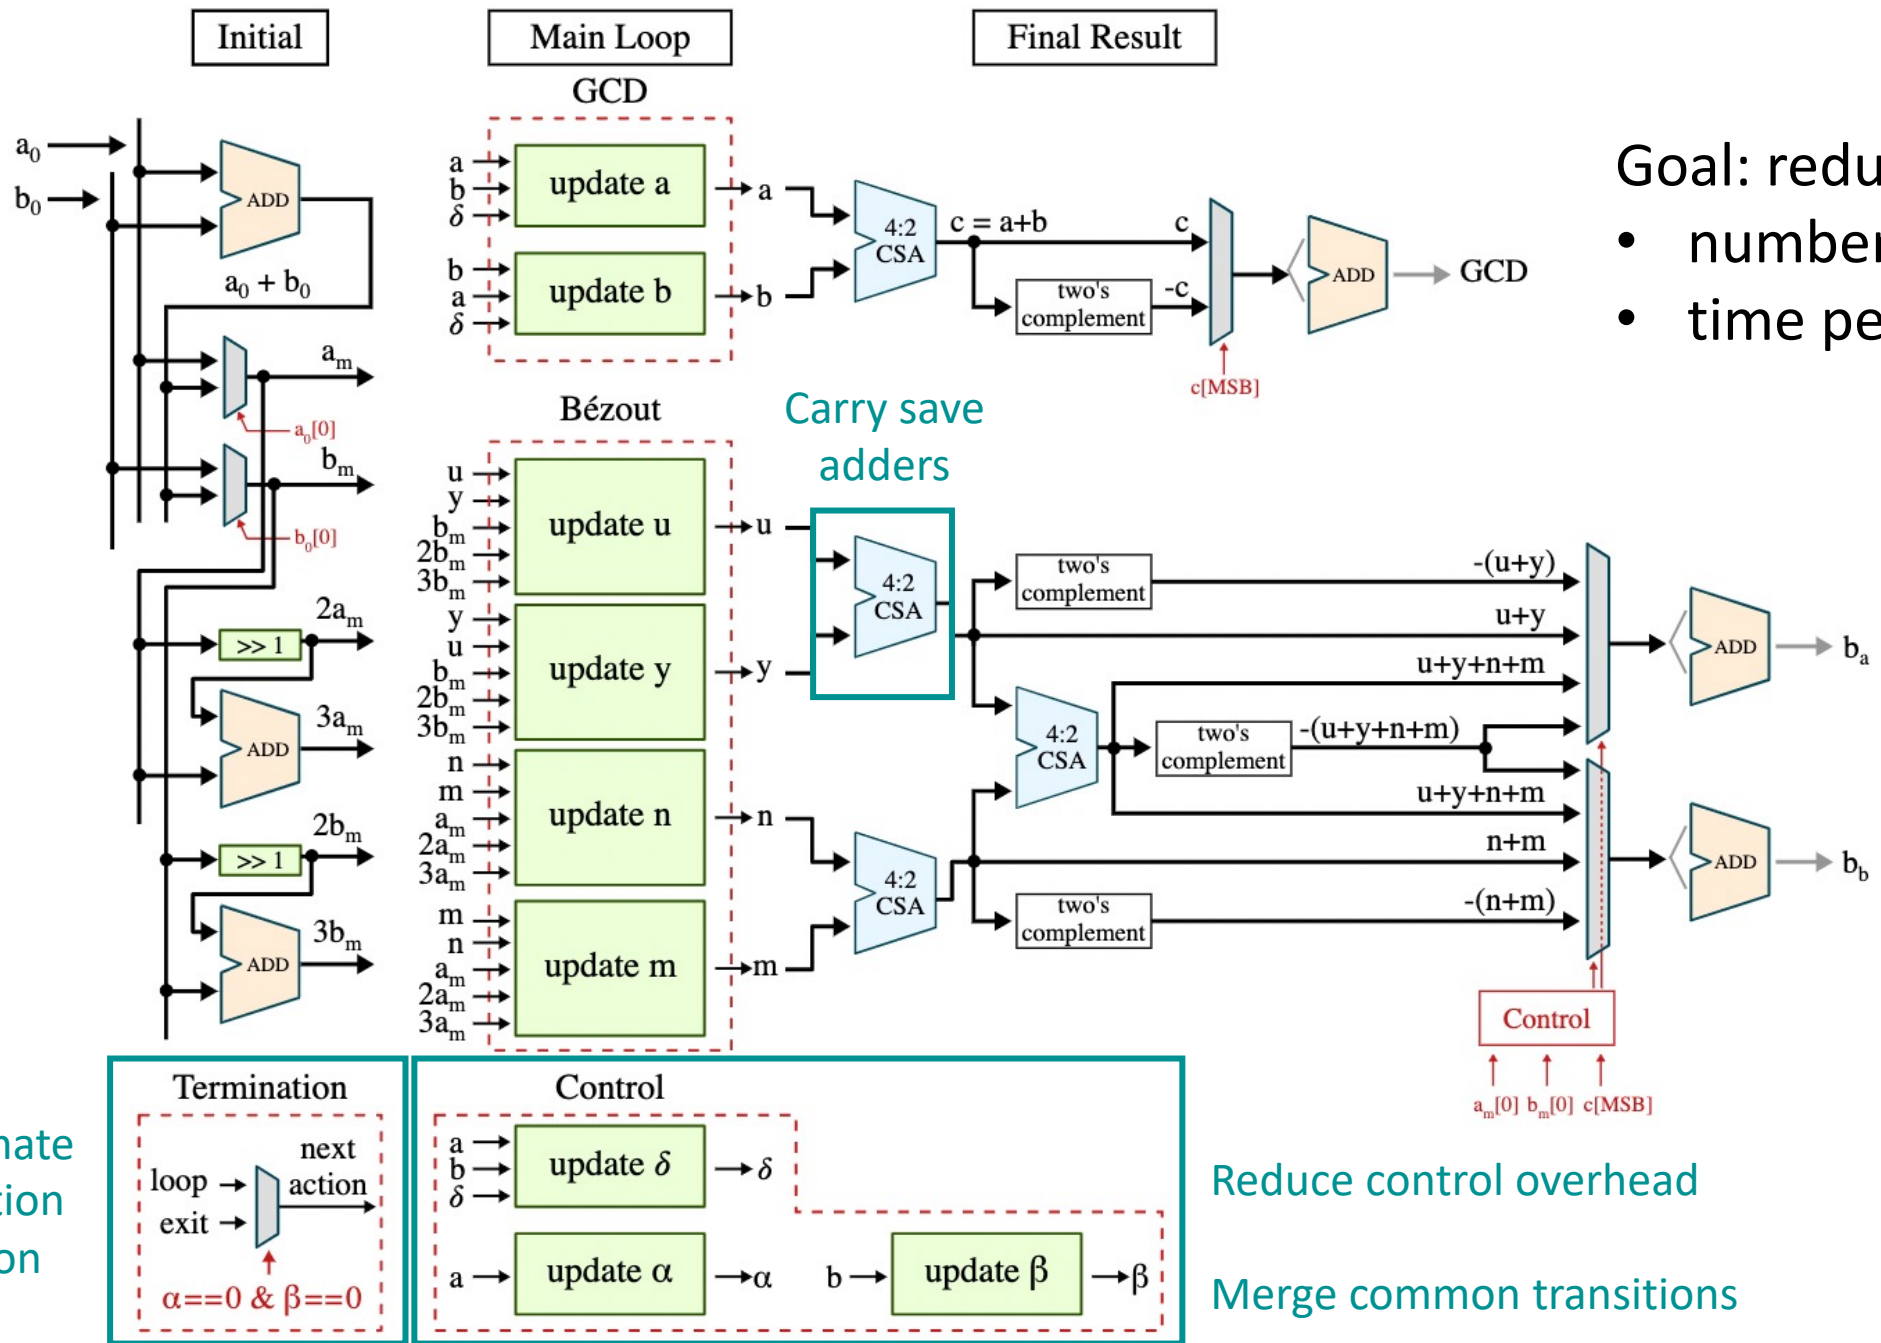 Initial
Main Loop
Final Result
GCD
a₀
b₀
ADD
a₀ + b₀
aₘ
a₀[0]
bₘ
b₀[0]
>> 1
2aₘ
ADD
3aₘ
>> 1
2bₘ
ADD
3bₘ
a
b
δ
update a
a
b
a
δ
update b
b
4:2
CSA
c = a+b
c
two's
complement
-c
c[MSB]
ADD
GCD
Goal: redu
• number
• time pe
Bézout
Carry save
adders
u
y
bₘ
2bₘ
3bₘ
update u
u
y
u
bₘ
2bₘ
3bₘ
update y
y
n
m
aₘ
2aₘ
3aₘ
update n
n
m
n
aₘ
2aₘ
3aₘ
update m
m
4:2
CSA
4:2
CSA
4:2
CSA
two's
complement
-(u+y)
u+y
u+y+n+m
two's
complement
-(u+y+n+m)
u+y+n+m
n+m
two's
complement
-(n+m)
ADD
bₐ
ADD
b_b
Control
aₘ[0] bₘ[0] c[MSB]
nate
tion
on
Termination
loop
exit
next
action
α==0 & β==0
Control
a
b
δ
update δ
δ
a
update α
α
b
update β
β
Reduce control overhead
Merge common transitions